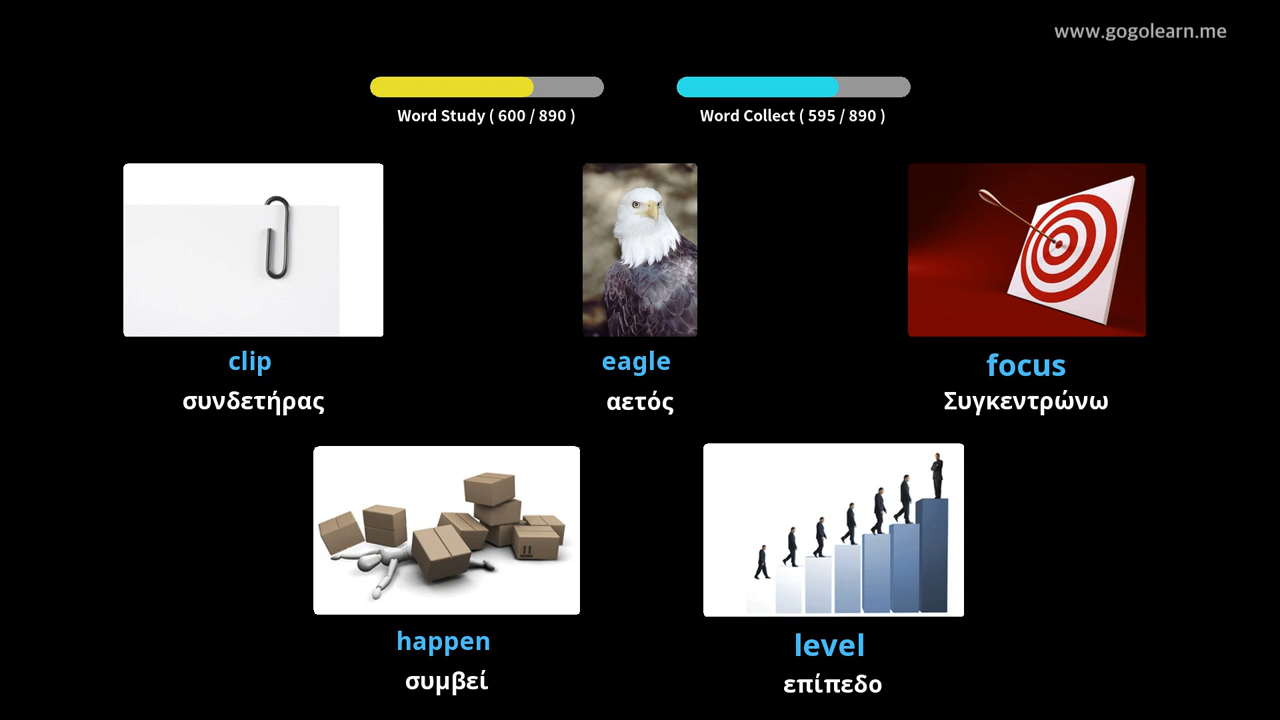 www.gogolearn.me
Word Study ( 600 / 890 )
Word Collect ( 595 / 890 )
clip
συνδετήρας
eagle
αετός
focus
Συγκεντρώνω
happen
συμβεί
level
επίπεδο